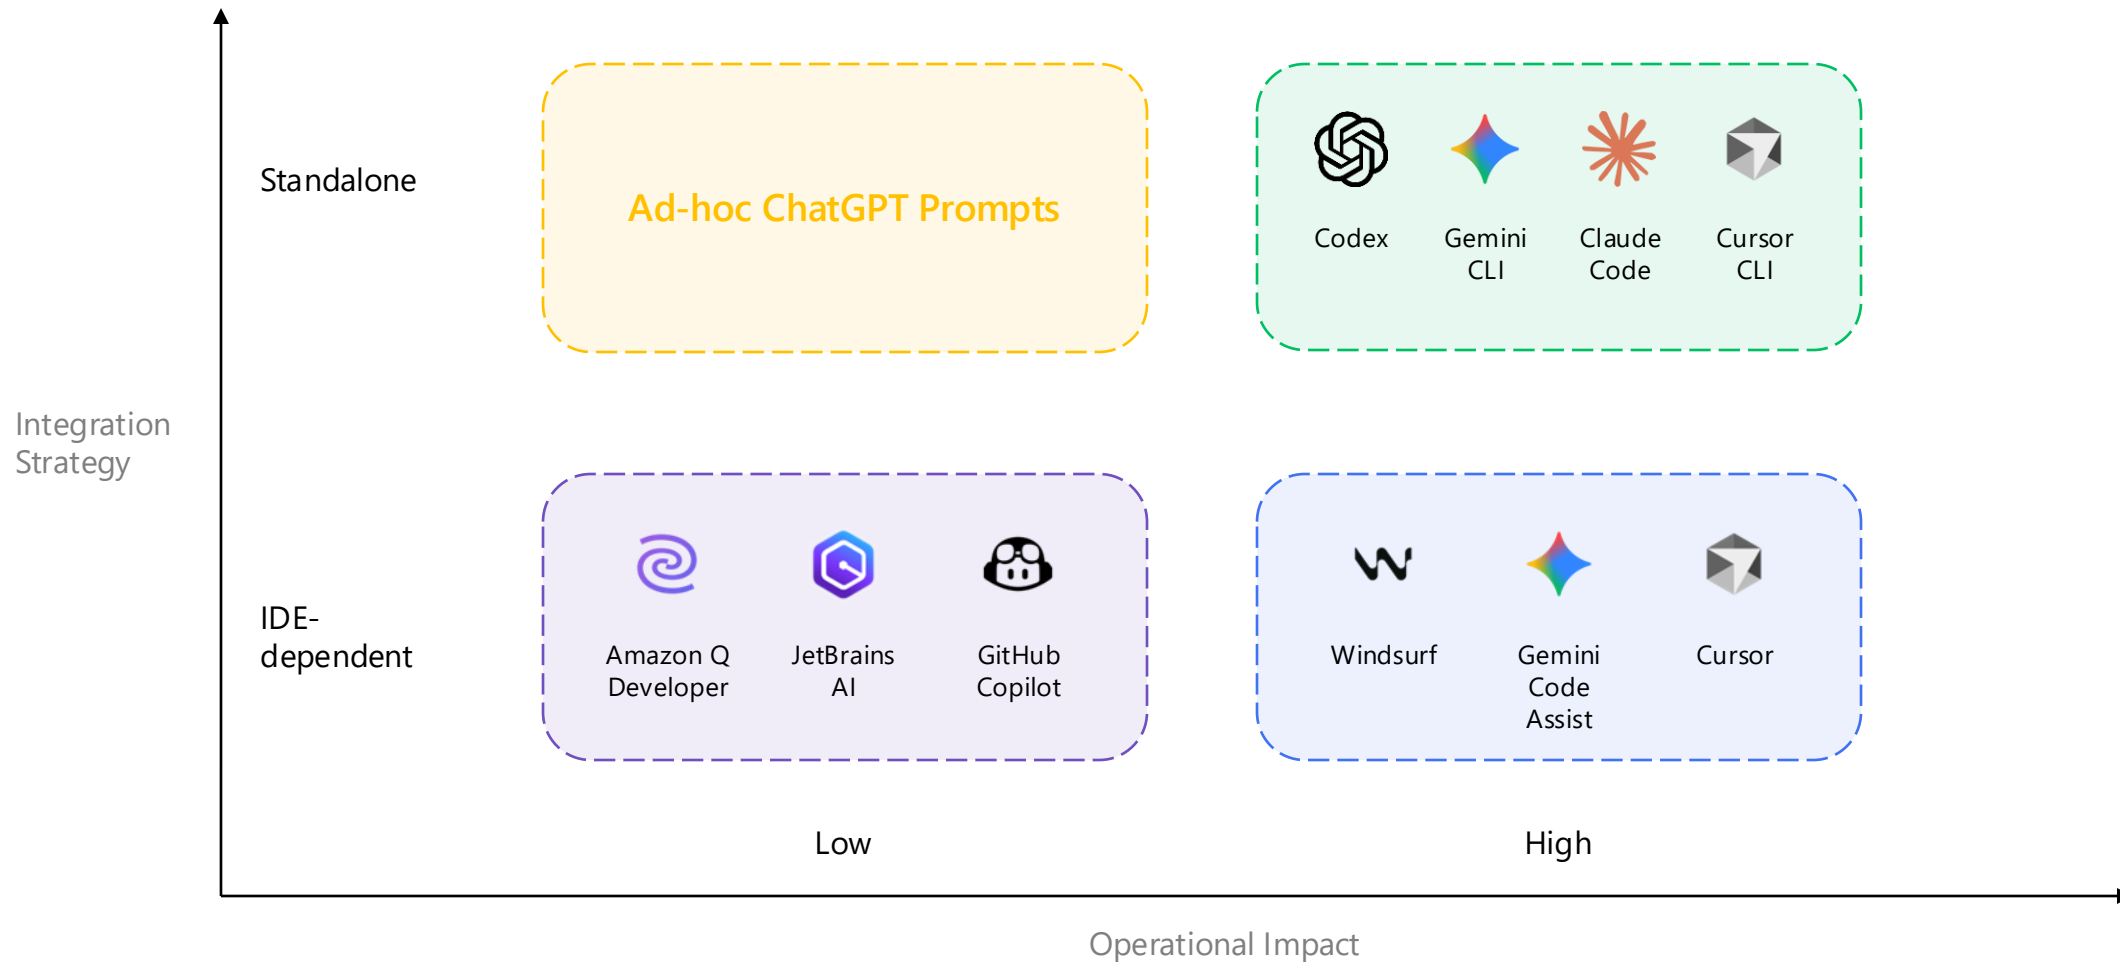 Standalone
Ad-hoc ChatGPT Prompts
Codex
Gemini
CLI
Claude
Code
Cursor
CLI
Integration
Strategy
IDE-
dependent
Amazon Q
Developer
JetBrains
AI
GitHub
Copilot
Windsurf
Gemini
Code
Assist
Cursor
Low
High
Operational Impact